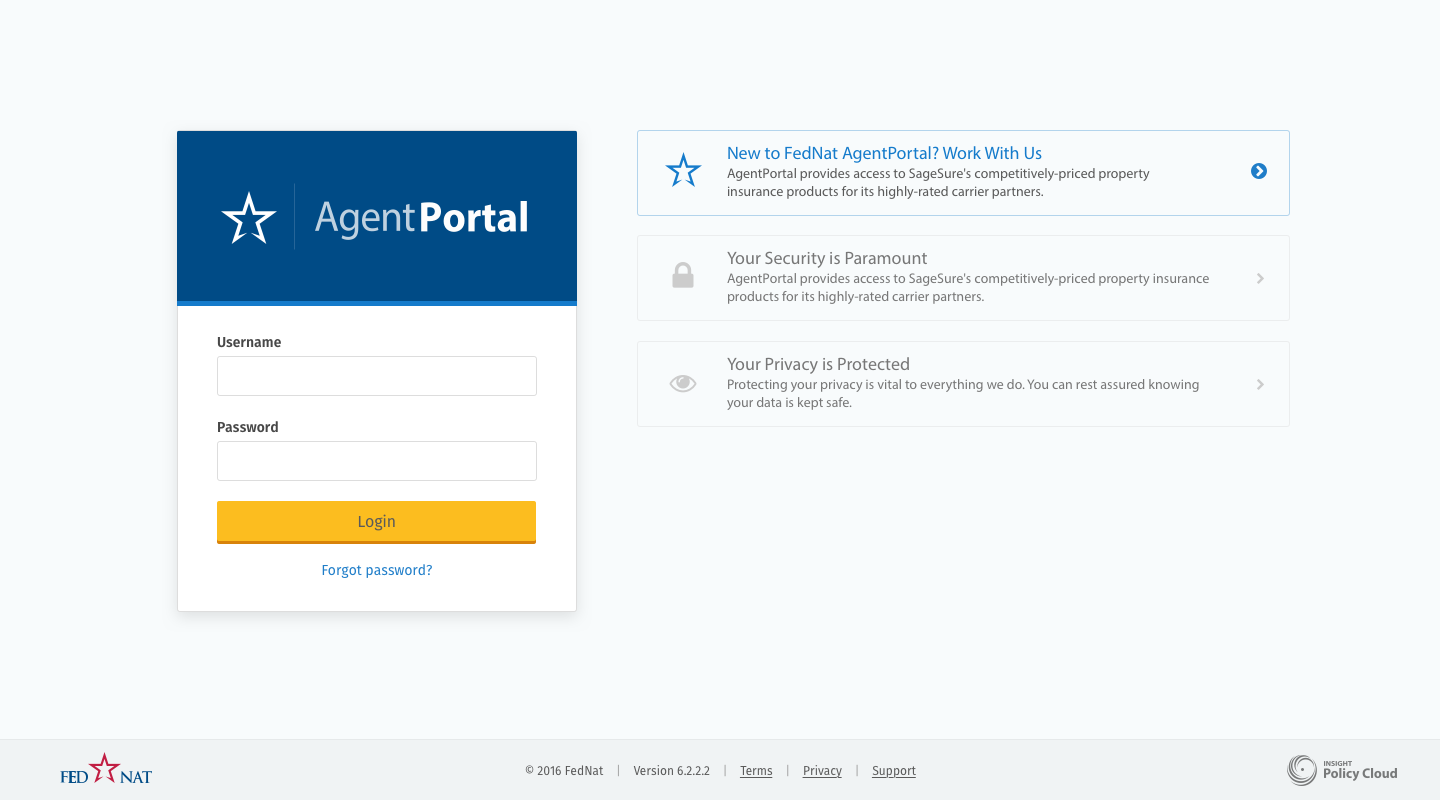 AgentPortal
Username
Password
Login
Forgot password?
New to FedNat AgentPortal? Work With Us
AgentPortal provides access to SageSure's competitively-priced property
insurance products for its highly-rated carrier partners.
Your Security is Paramount
AgentPortal provides access to SageSure's competitively-priced property insurance
products for its highly-rated carrier partners.
Your Privacy is Protected
Protecting your privacy is vital to everything we do. You can rest assured knowing
your data is kept safe.
FED NAT
© 2016 FedNat | Version 6.2.2.2 | Terms | Privacy | Support
INSIGHT
Policy Cloud